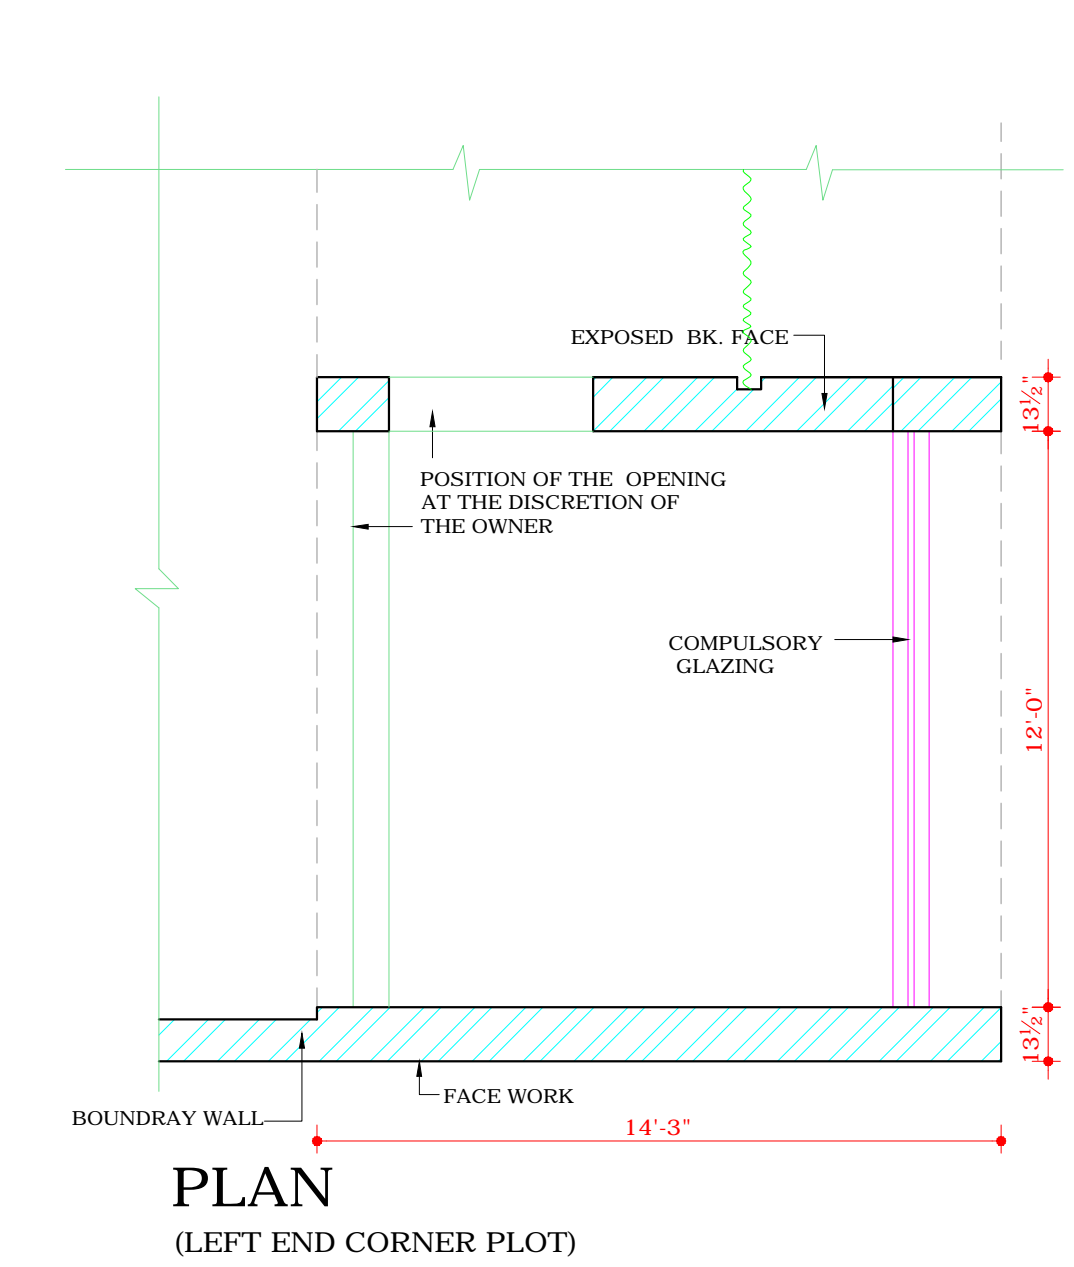 EXPOSED  BK. FACE
13½"
POSITION OF THE  OPENING
AT THE DISCRETION OF
THE OWNER
COMPULSORY
GLAZING
12'-0"
13½"
FACE WORK
BOUNDRAY WALL
14'-3"
PLAN
(LEFT END CORNER PLOT)